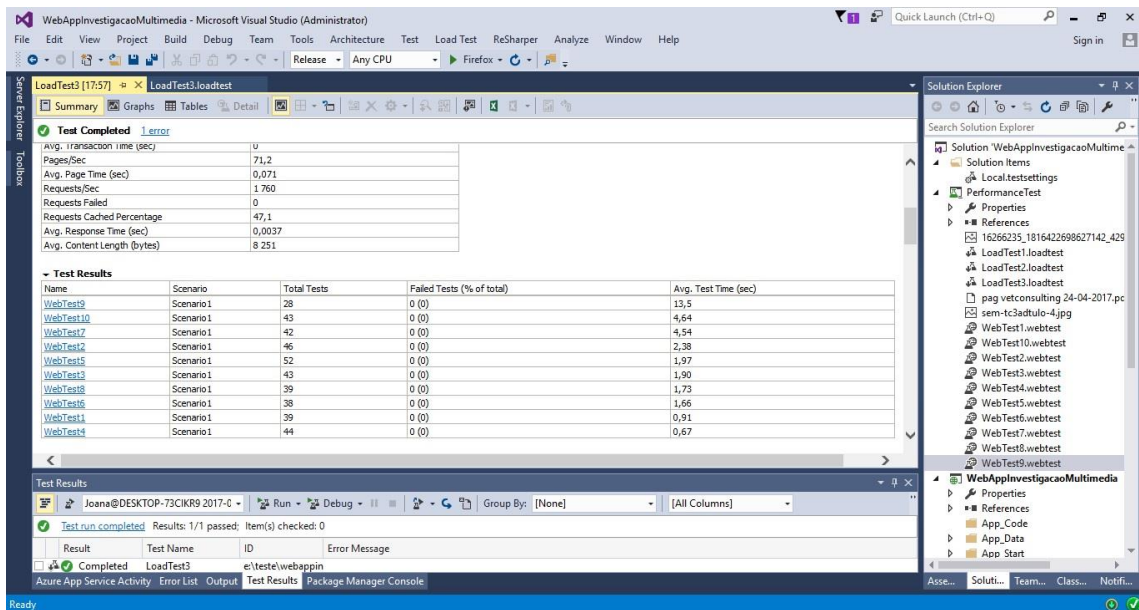 WebAppInvestigacaoMultimedia - Microsoft Visual Studio (Administrator)
1
Quick Launch (Ctrl+Q)
File Edit View Project Build Debug Team Tools Architecture Test Load Test ReSharper Analyze Window Help
Sign in
Release Any CPU Firefox
Server Explorer
Toolbox
LoadTest3 [17:57] LoadTest3.loadtest
Summary Graphs Tables Detail
Test Completed 1 error
Avg. Transaction Time (sec) 0
Pages/Sec 71,2
Avg. Page Time (sec) 0,071
Requests/Sec 1 760
Requests Failed 0
Requests Cached Percentage 47,1
Avg. Response Time (sec) 0,0037
Avg. Content Length (bytes) 8 251
Test Results
Name Scenario Total Tests Failed Tests (% of total) Avg. Test Time (sec)
WebTest9 Scenario1 28 0 (0) 13,5
WebTest10 Scenario1 43 0 (0) 4,64
WebTest7 Scenario1 42 0 (0) 4,54
WebTest2 Scenario1 46 0 (0) 2,38
WebTest5 Scenario1 52 0 (0) 1,97
WebTest3 Scenario1 43 0 (0) 1,90
WebTest8 Scenario1 39 0 (0) 1,73
WebTest6 Scenario1 38 0 (0) 1,66
WebTest1 Scenario1 39 0 (0) 0,91
WebTest4 Scenario1 44 0 (0) 0,67
Test Results
Joana@DESKTOP-73CIKR9 2017-0 Run Debug Group By: [None] [All Columns]
Test run completed Results: 1/1 passed; Item(s) checked: 0
Result Test Name ID Error Message
Completed LoadTest3 e:\teste\webappin
Azure App Service Activity Error List Output Test Results Package Manager Console
Ready
Solution Explorer
Search Solution Explorer
Solution 'WebAppInvestigacaoMultime
Solution Items
Local.testsettings
PerformanceTest
Properties
References
16266235_1816422698627142_429
LoadTest1.loadtest
LoadTest2.loadtest
LoadTest3.loadtest
pag vetconsulting 24-04-2017.pc
sem-tc3adtulo-4.jpg
WebTest1.webtest
WebTest10.webtest
WebTest2.webtest
WebTest3.webtest
WebTest4.webtest
WebTest5.webtest
WebTest6.webtest
WebTest7.webtest
WebTest8.webtest
WebTest9.webtest
WebAppInvestigacaoMultimedia
Properties
References
App_Code
App_Data
App_Start
Asse... Soluti... Team... Class... Notifi...